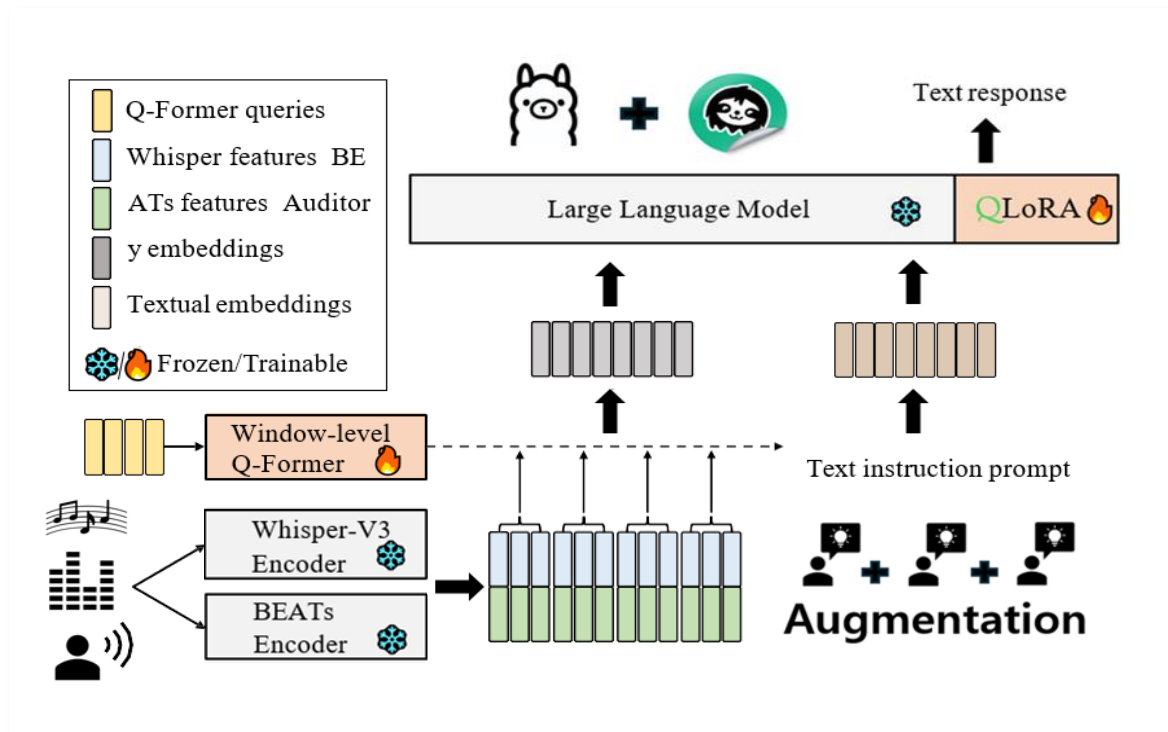 Q-Former queries
Whisper features BE
ATs features Auditor
y embeddings
Textual embeddings
/ Frozen/Trainable
Text response
Large Language Model
QLoRA
Window-level
Q-Former
Text instruction prompt
Whisper-V3
Encoder
BEATs
Encoder
Augmentation